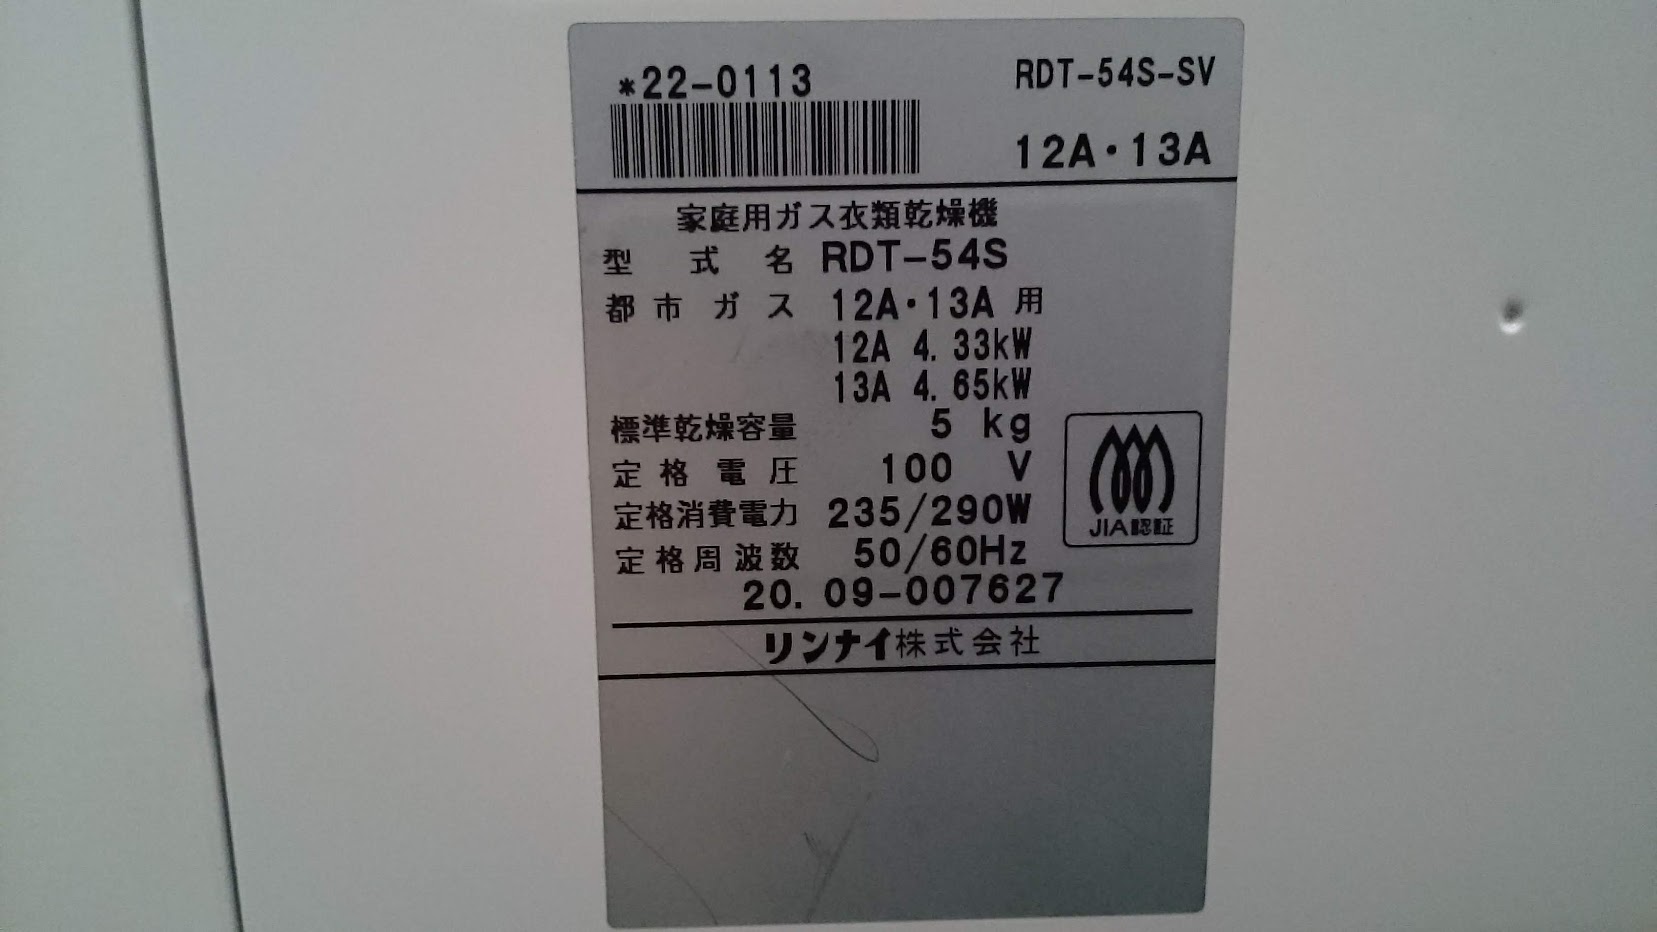 *22-0113
RDT-54S-SV
12A・13A
家庭用ガス衣類乾燥機
型式名 RDT-54S
都市ガス 12A・13A用
12A 4.33kW
13A 4.65kW
標準乾燥容量 5 kg
定格電圧 100 V
定格消費電力 235/290W
定格周波数 50/60Hz
JIA認証
20.09-007627
リンナイ株式会社